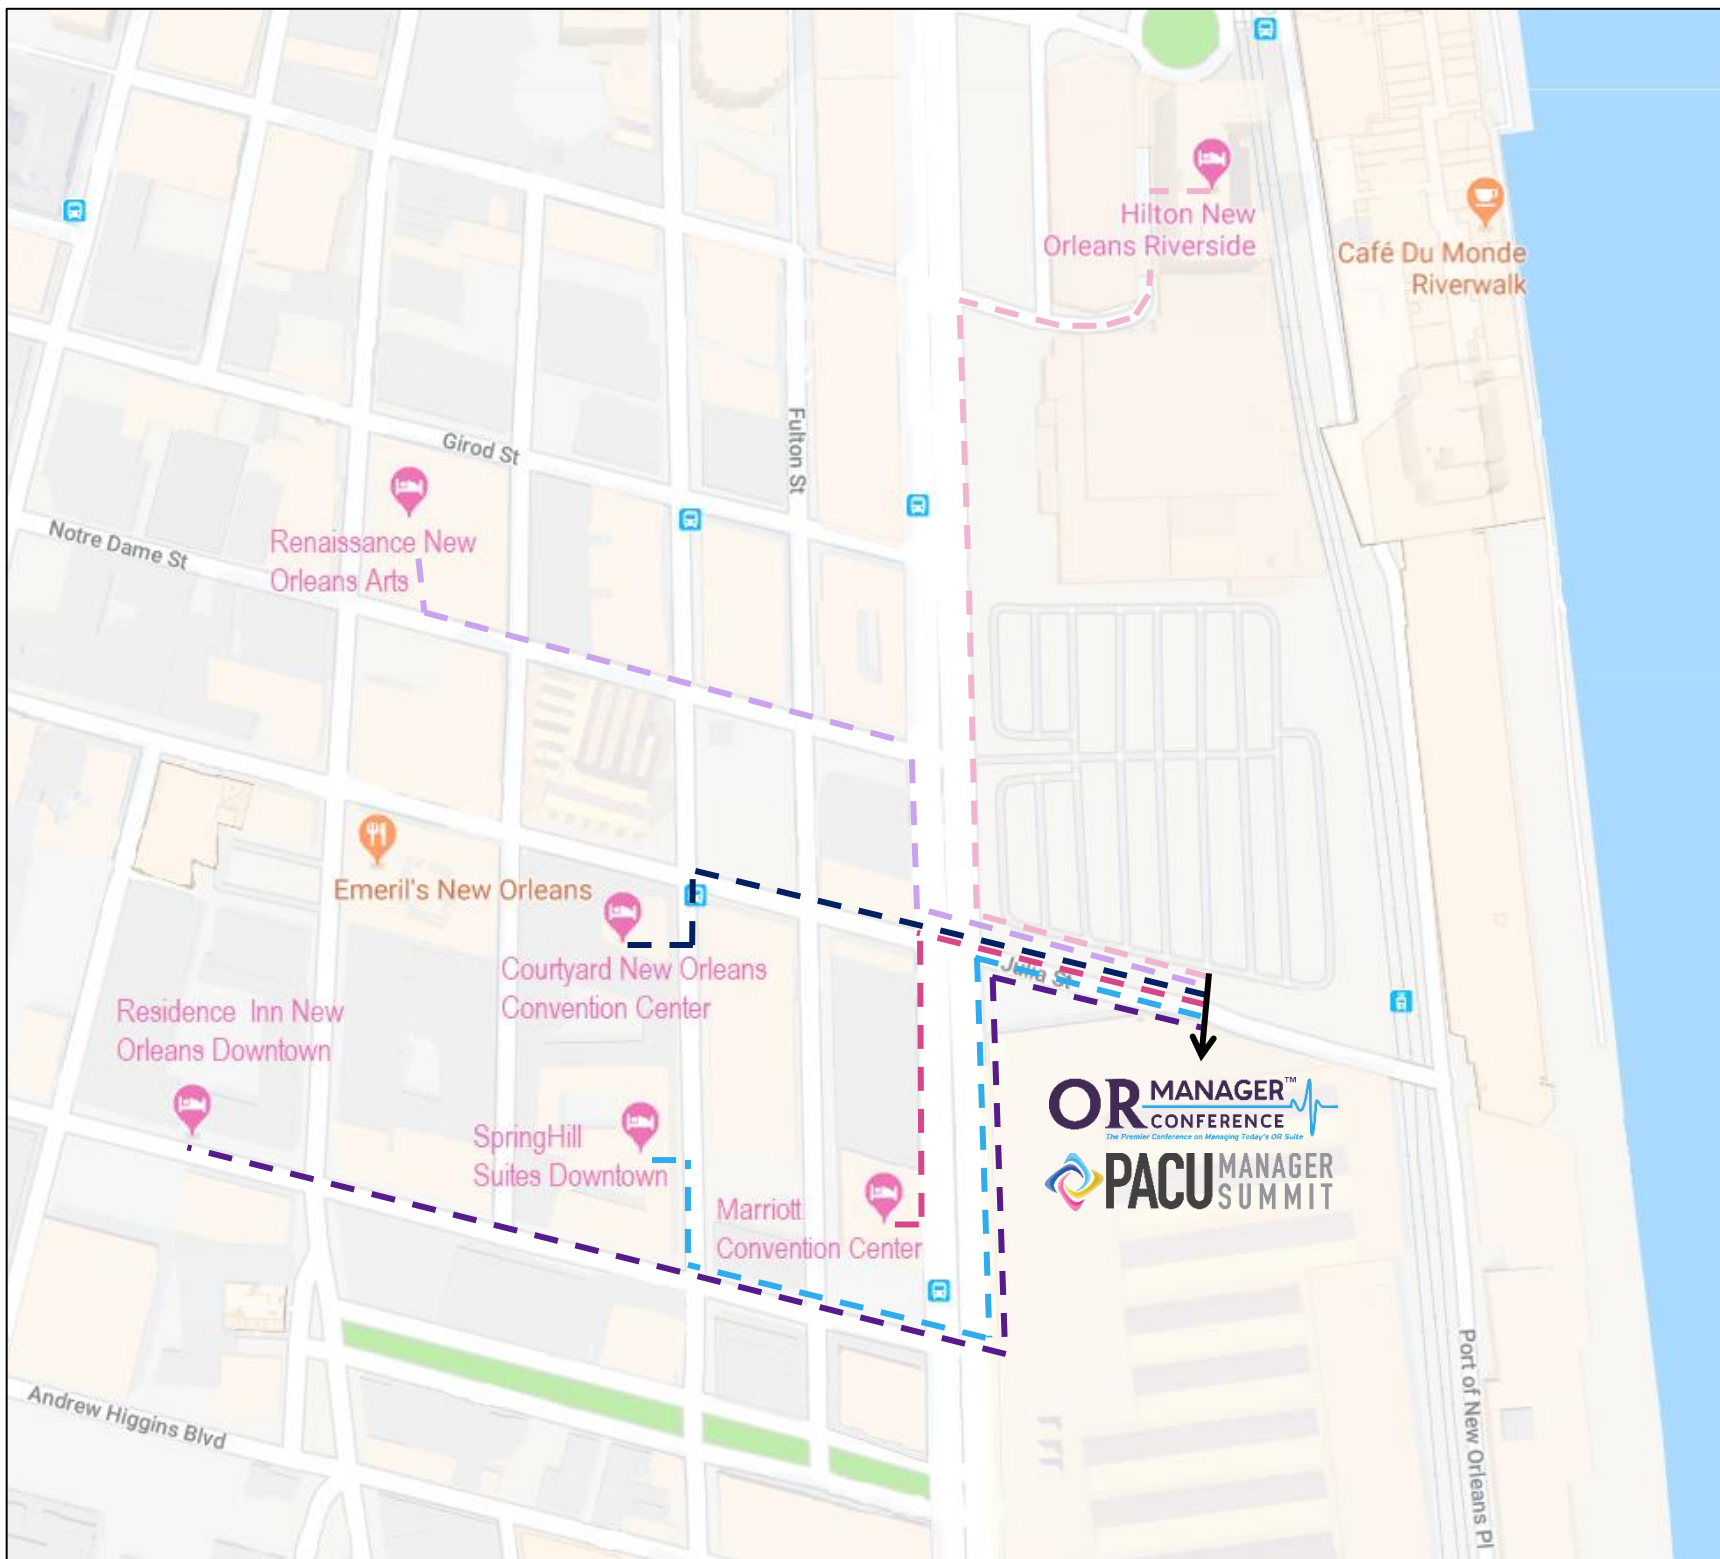 Hilton New
Orleans Riverside
Café Du Monde
Riverwalk
Fulton St
Girod St
Notre Dame St
Renaissance New
Orleans Arts
Emeril's New Orleans
Courtyard New Orleans
Convention Center
Julia St
Residence Inn New
Orleans Downtown
SpringHill
Suites Downtown
Marriott
Convention Center
OR MANAGER™
CONFERENCE
The Premier Conference on Managing Today's OR Suite
PACU MANAGER
SUMMIT
Andrew Higgins Blvd
Port of New Orleans Pl